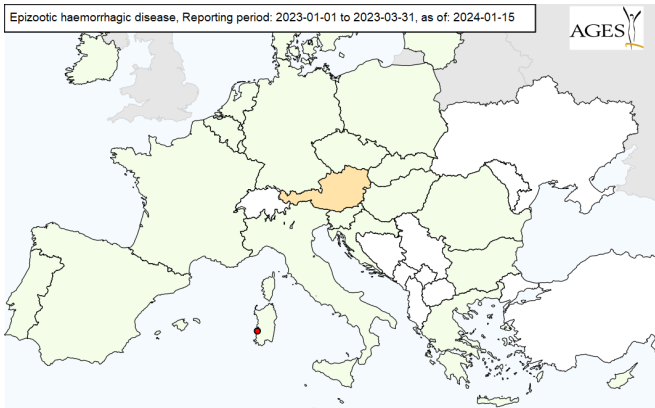 Epizootic haemorrhagic disease, Reporting period: 2023-01-01 to 2023-03-31, as of: 2024-01-15
AGES